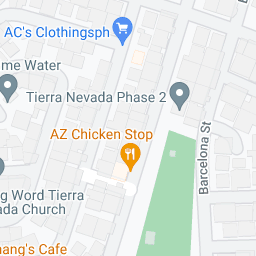 AC's Clothingsph
me Water
Tierra Nevada Phase 2
Barcelona St
AZ Chicken Stop
g Word Tierra
ada Church
ang's Cafe